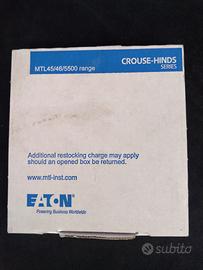 MTL45/46/5500 range
CROUSE-HINDS
SERIES
Additional restocking charge may apply
should an opened box be returned.
www.mtl-inst.com
EATON
Powering Business Worldwide
subito